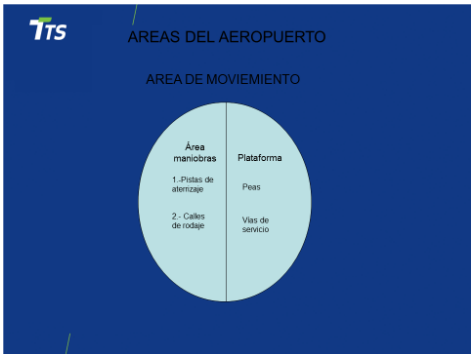 TTS
AREAS DEL AEROPUERTO
AREA DE MOVIEMIENTO
Área
maniobras
1.-Pistas de
aterrizaje
2.- Calles
de rodaje
Plataforma
Peas
Vías de
servicio